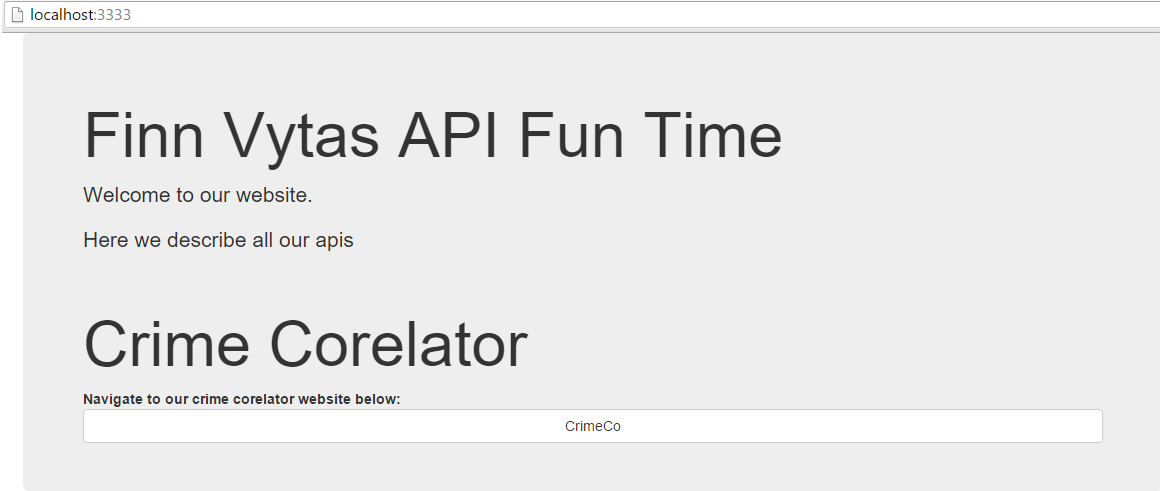 localhost:3333
Finn Vytas API Fun Time
Welcome to our website.
Here we describe all our apis
Crime Corelator
Navigate to our crime corelator website below:
CrimeCo